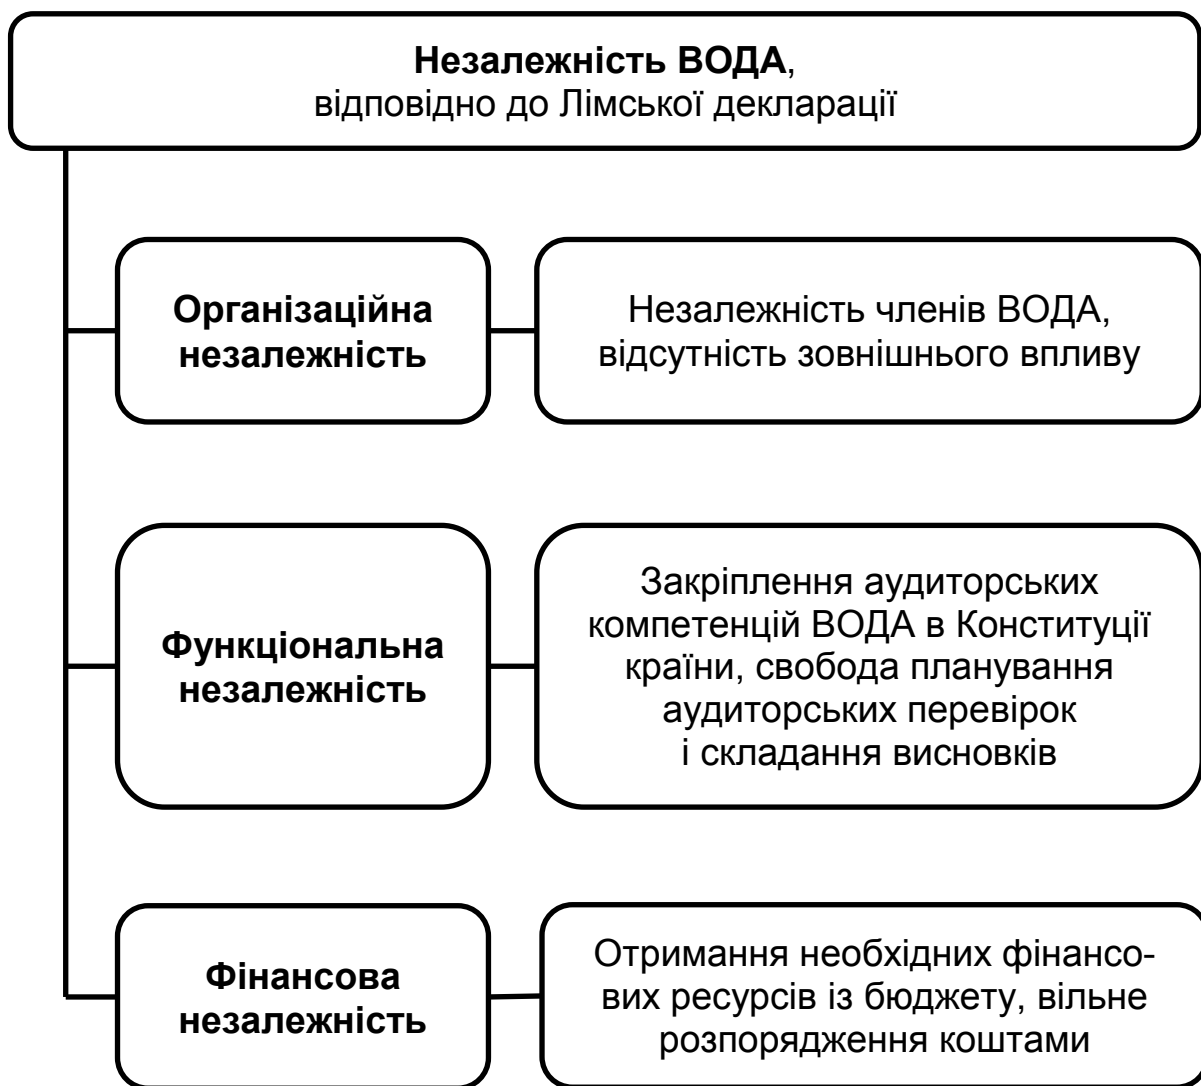 Незалежність ВОДА,
відповідно до Лімської декларації
Організаційна
незалежність
Незалежність членів ВОДА,
відсутність зовнішнього впливу
Функціональна
незалежність
Закріплення аудиторських
компетенцій ВОДА в Конституції
країни, свобода планування
аудиторських перевірок
і складання висновків
Фінансова
незалежність
Отримання необхідних фінансо-
вих ресурсів із бюджету, вільне
розпорядження коштами